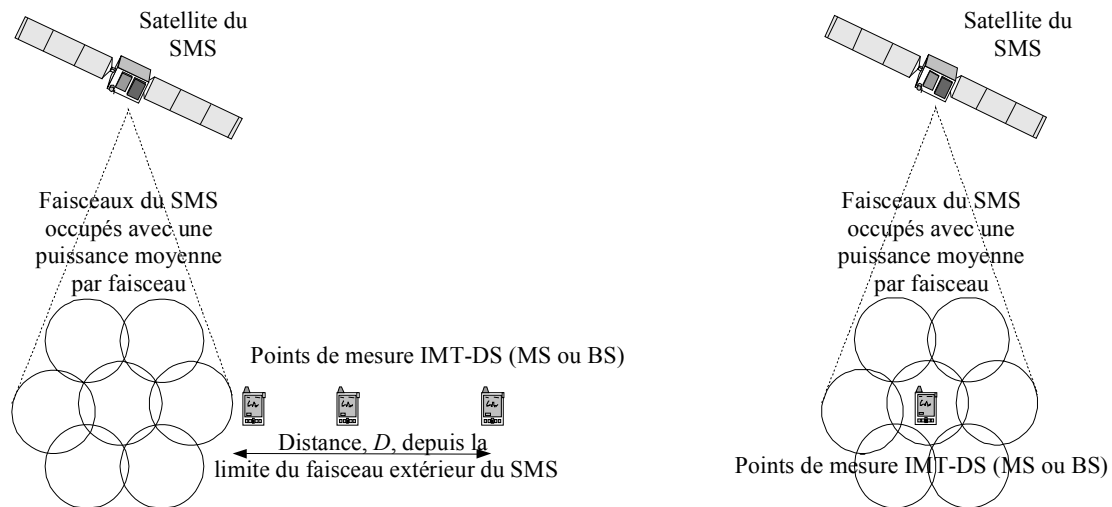 Satellite du
SMS
Faisceaux du SMS
occupés avec une
puissance moyenne
par faisceau
Points de mesure IMT-DS (MS ou BS)
Distance, D, depuis la
limite du faisceau extérieur du SMS
Satellite du
SMS
Faisceaux du SMS
occupés avec une
puissance moyenne
par faisceau
Points de mesure IMT-DS (MS ou BS)